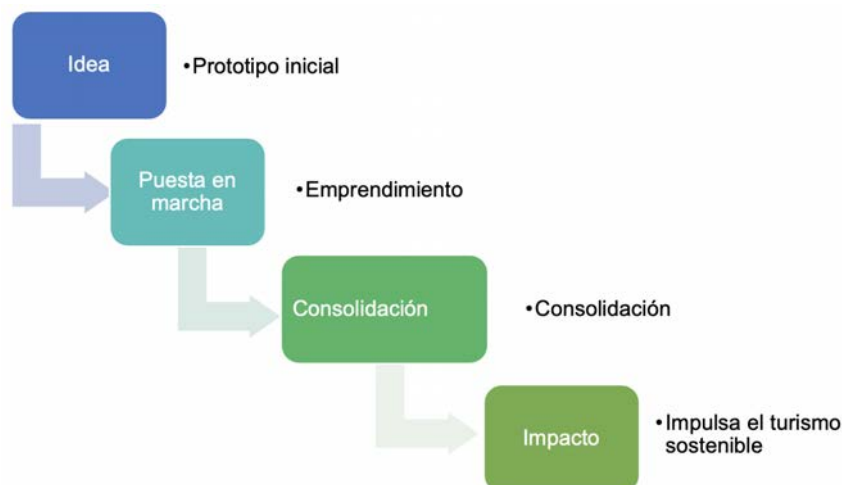 Idea
•Prototipo inicial
Puesta en
marcha
•Emprendimiento
Consolidación
•Consolidación
Impacto
•Impulsa el turismo
sostenible